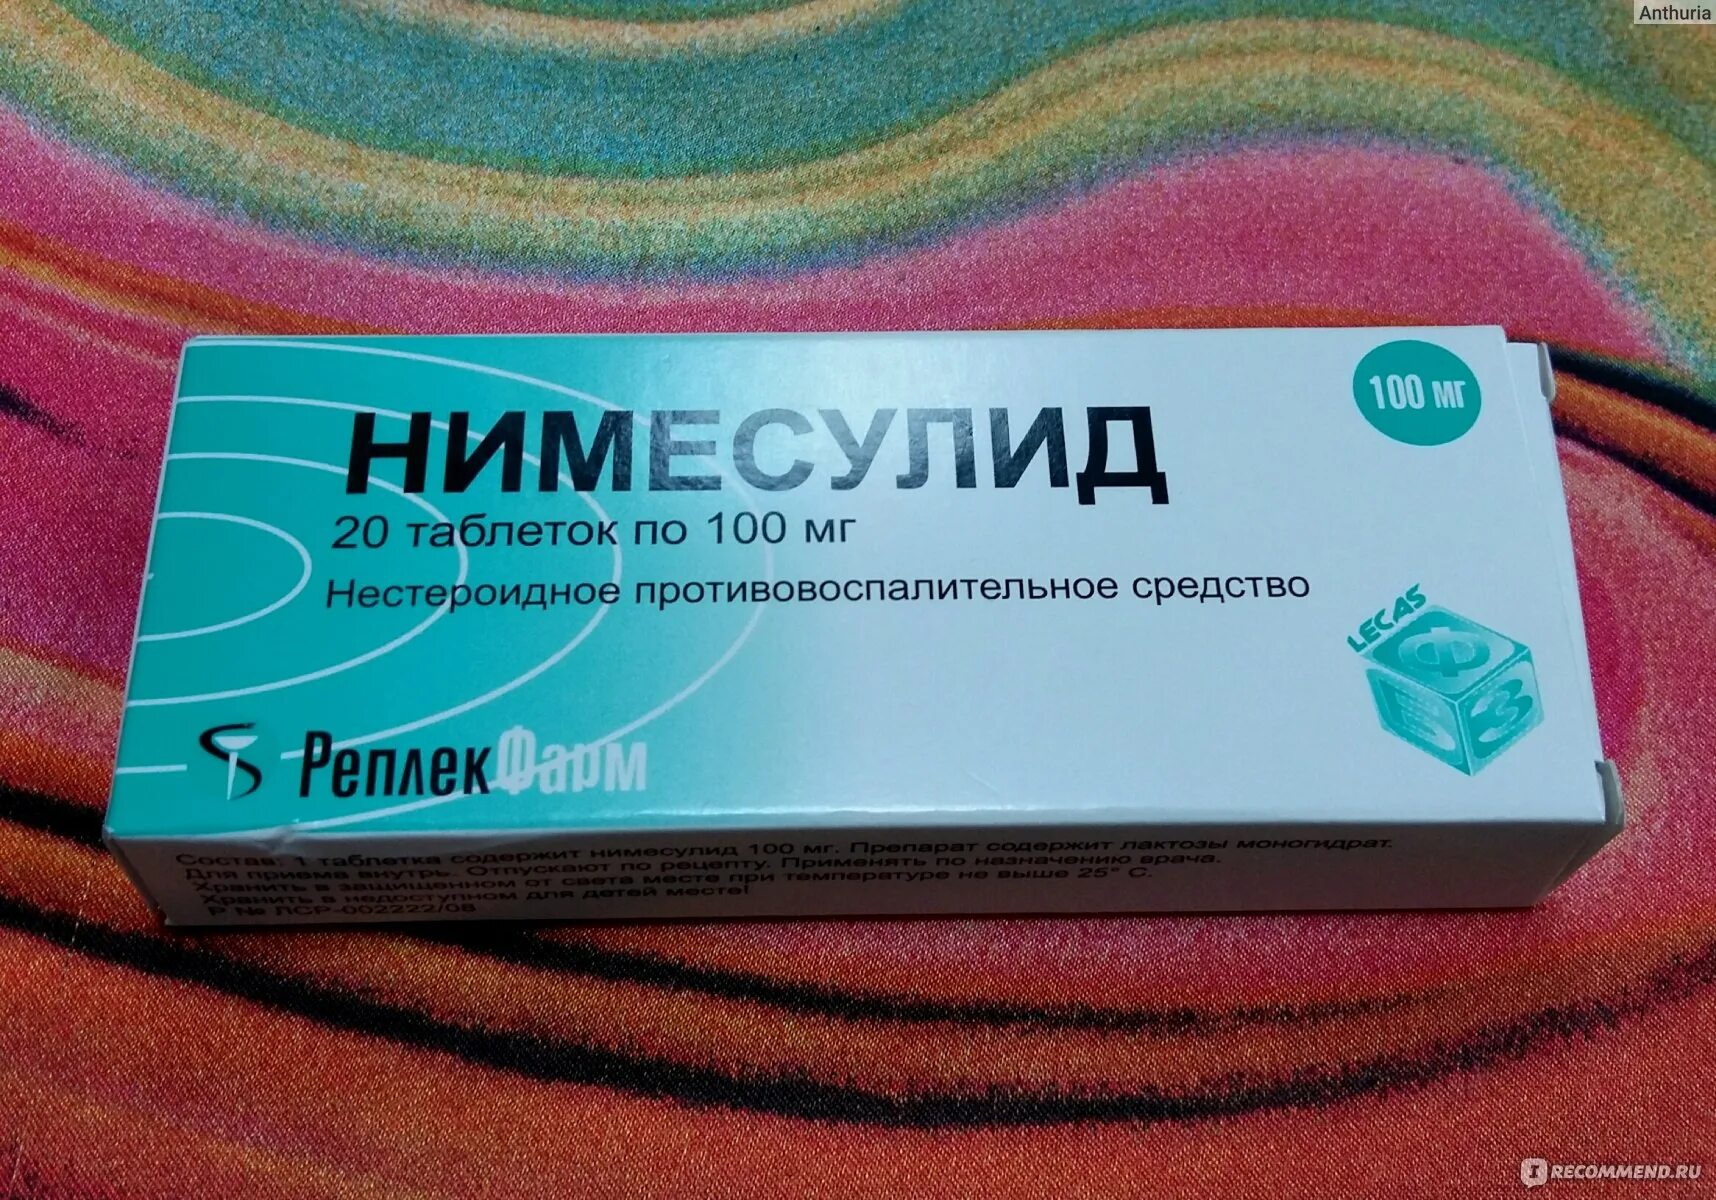 Anthuria
100 мг
НИМЕСУЛИД
20 таблеток по 100 мг
Нестероидное противовоспалительное средство
LECAS
Ф
З
РеплекФарм
Состав: 1 таблетка содержит нимесулид 100 мг. Препарат содержит лактозы моногидрат.
Для приема внутрь. Отпускают по рецепту. Применять по назначению врача.
Хранить в защищенном от света месте при температуре не выше 25° С.
Хранить в недоступном для детей месте!
Р № ЛСР-002222/08
IRECOMMEND.RU